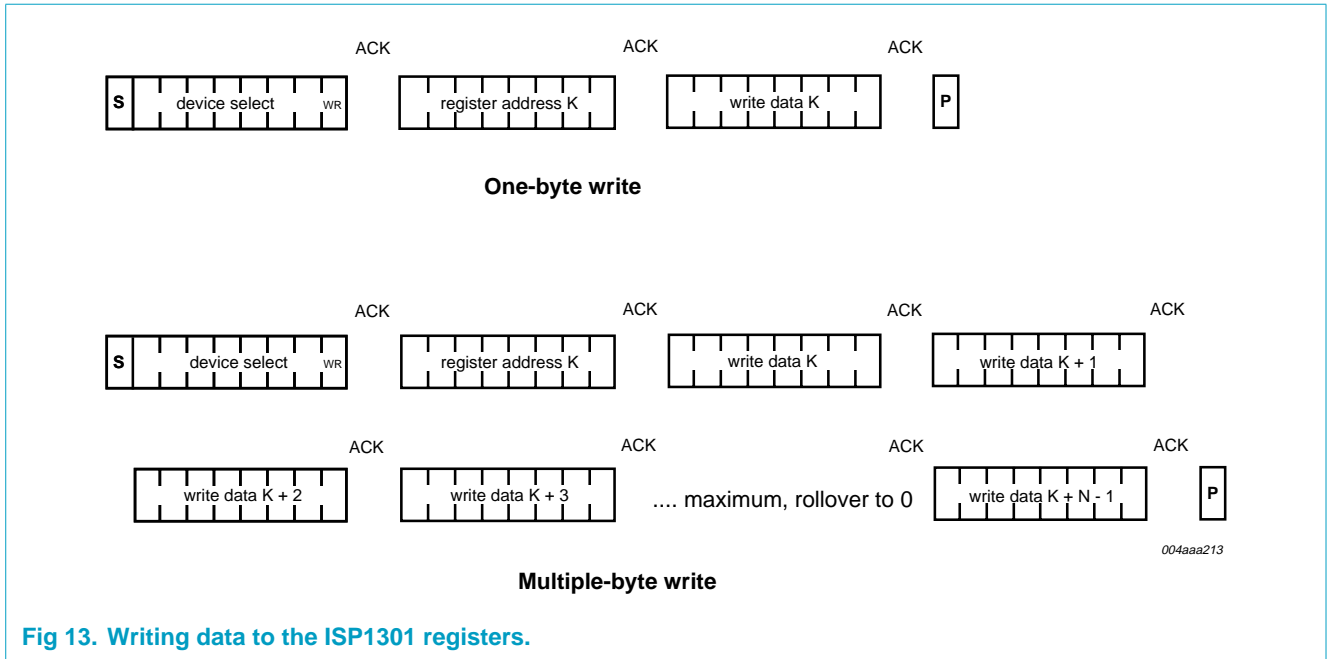 ACK ACK ACK
S device select WR register address K write data K P
One-byte write
ACK ACK ACK ACK
S device select WR register address K write data K write data K + 1
ACK ACK ACK ACK
write data K + 2 write data K + 3 .... maximum, rollover to 0 write data K + N - 1 P
004aaa213
Multiple-byte write
Fig 13. Writing data to the ISP1301 registers.